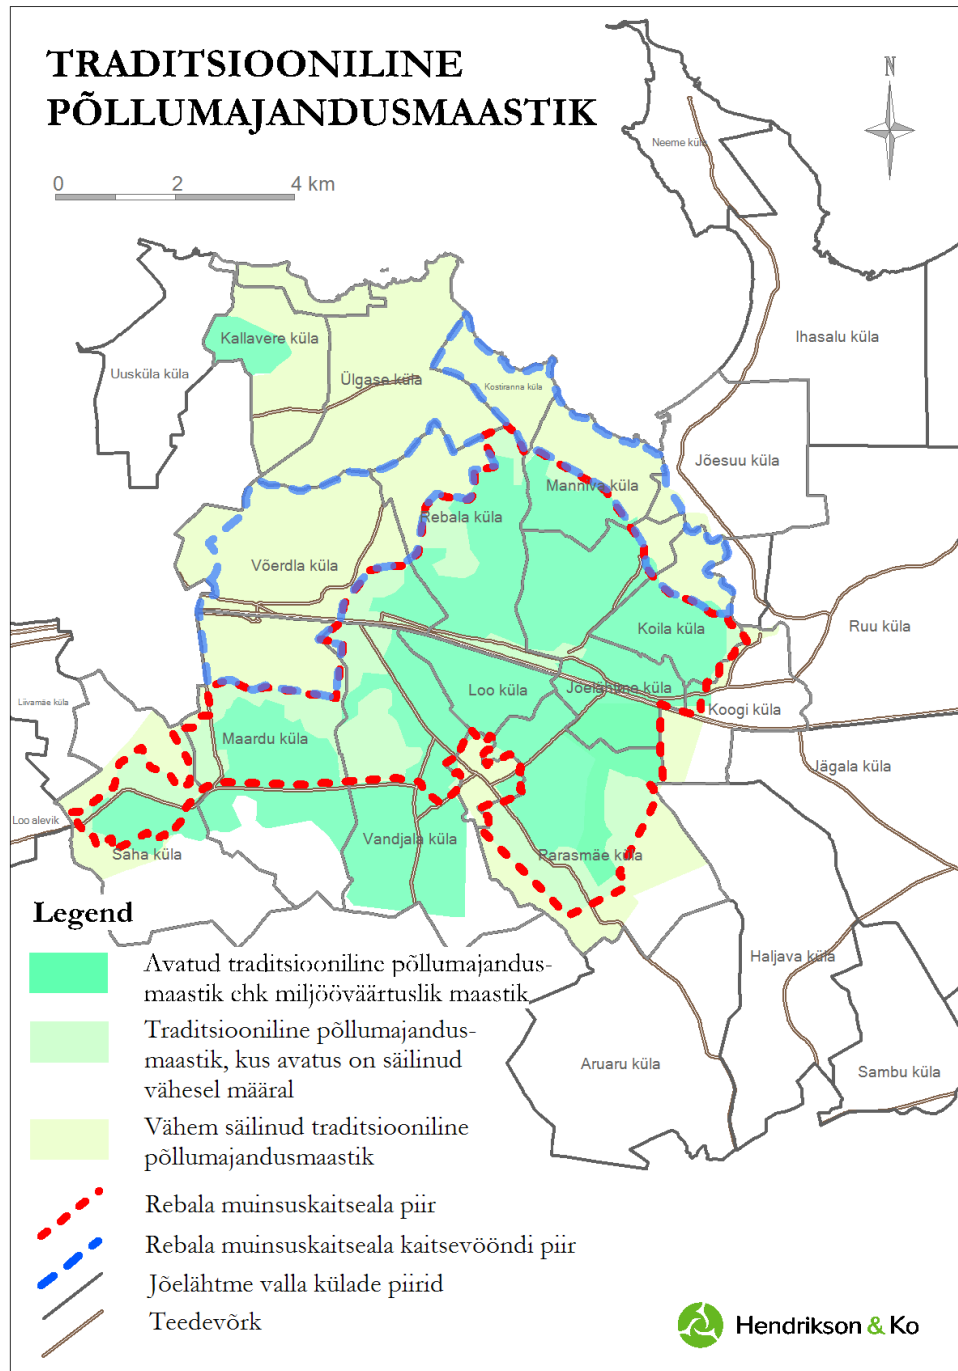 TRADITSIOONILINE
PÕLLUMAJANDUSMAASTIK
N
0 2 4 km
Neeme küla
Ihasalu küla
Kallavere küla
Uusküla küla
Ülgase küla
Kostiranna küla
Jõesuu küla
Manniva küla
Rebala küla
Võerdla küla
Koila küla
Ruu küla
Loo küla
Jõelähtme küla
Liivamäe küla
Koogi küla
Maardu küla
Jägala küla
Loo alevik
Vandjala küla
Saha küla
Parasmäe küla
Haljava küla
Aruaru küla
Sambu küla
Legend
Avatud traditsiooniline põllumajandus-
maastik ehk miljööväärtuslik maastik
Traditsiooniline põllumajandus-
maastik, kus avatus on säilinud
vähesel määral
Vähem säilinud traditsiooniline
põllumajandusmaastik
Rebala muinsuskaitseala piir
Rebala muinsuskaitseala kaitsevööndi piir
Jõelähtme valla külade piirid
Teedevõrk
Hendrikson & Ko